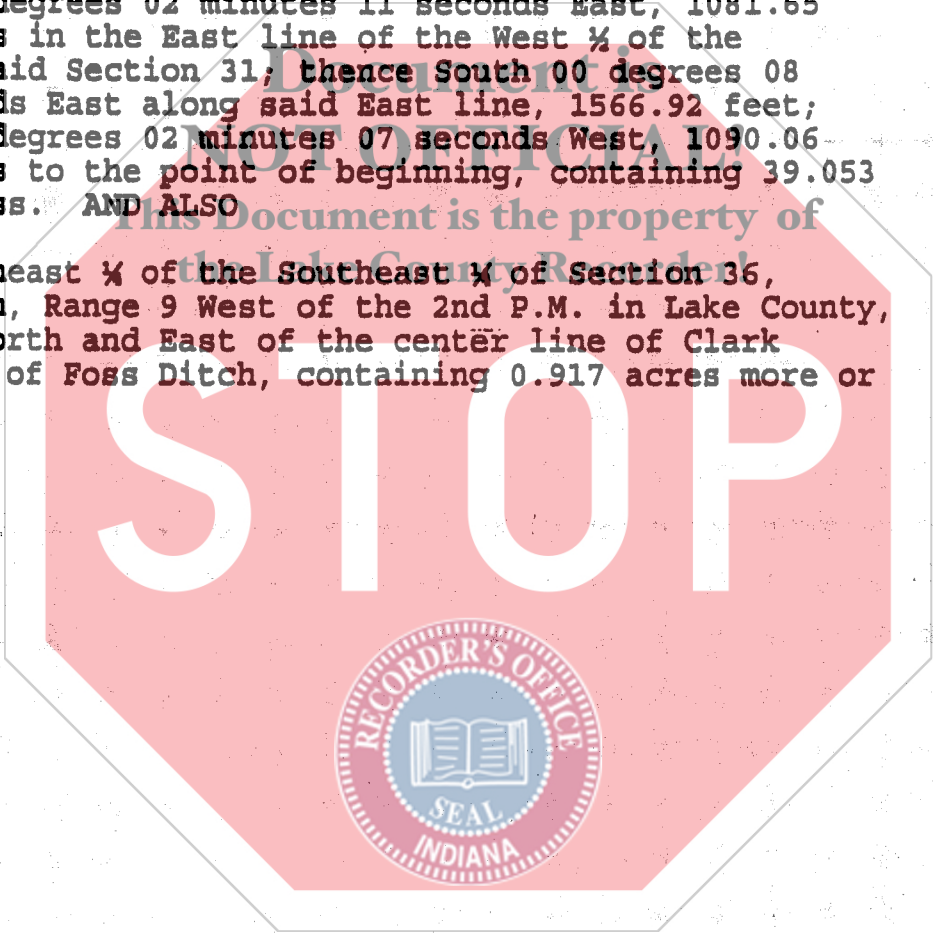 degrees 02 minutes 11 seconds East, 1081.65
s in the East line of the West ½ of the
aid Section 31; thence South 00 degrees 08
ds East along said East line, 1566.92 feet;
degrees 02 minutes 07 seconds West, 1090.06
s to the point of beginning, containing 39.053
ss. AND ALSO
east ¼ of the Southeast ¼ of Section 36,
, Range 9 West of the 2nd P.M. in Lake County,
orth and East of the center line of Clark
of Foss Ditch, containing 0.917 acres more or
Document is
NOT OFFICIAL!
This Document is the property of
the Lake County Recorder!
STOP
RECORDER'S OFFICE
SEAL
INDIANA